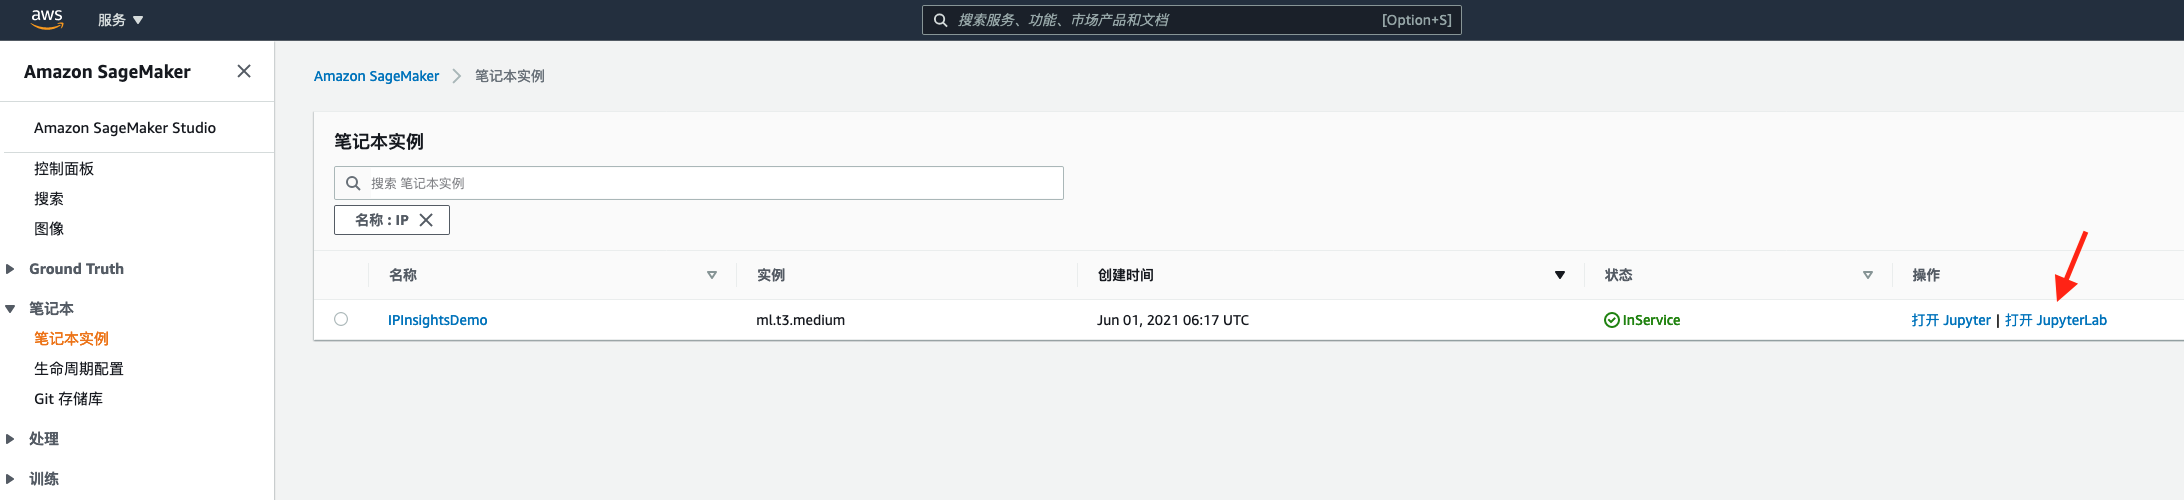 aws 服务 搜索服务、功能、市场产品和文档 [Option+S]
Amazon SageMaker
Amazon SageMaker Studio
控制面板
搜索
图像
Ground Truth
笔记本
笔记本实例
生命周期配置
Git 存储库
处理
训练
Amazon SageMaker 笔记本实例
笔记本实例
搜索 笔记本实例
名称 : IP
名称 实例 创建时间 状态 操作
IPInsightsDemo ml.t3.medium Jun 01, 2021 06:17 UTC InService 打开 Jupyter | 打开 JupyterLab